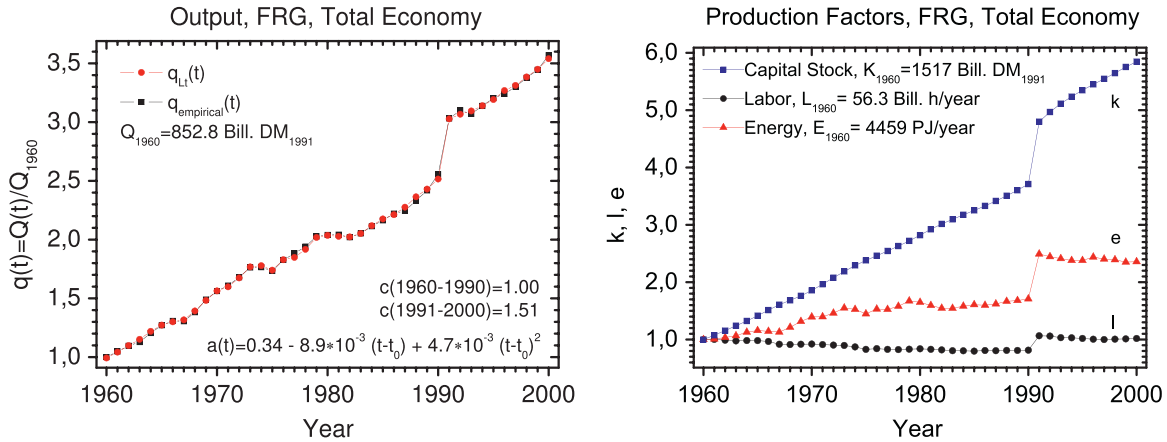 Output, FRG, Total Economy
q(t)=Q(t)/Q1960
3,5
3,0
2,5
2,0
1,5
1,0
qLt(t)
qempirical(t)
Q1960=852.8 Bill. DM1991
c(1960-1990)=1.00
c(1991-2000)=1.51
a(t)=0.34 - 8.9*10-3 (t-t0) + 4.7*10-3 (t-t0)2
1960 1970 1980 1990 2000
Year
Production Factors, FRG, Total Economy
k, l, e
6,0
5,0
4,0
3,0
2,0
1,0
Capital Stock, K1960=1517 Bill. DM1991
Labor, L1960= 56.3 Bill. h/year
Energy, E1960= 4459 PJ/year
k
e
l
1960 1970 1980 1990 2000
Year